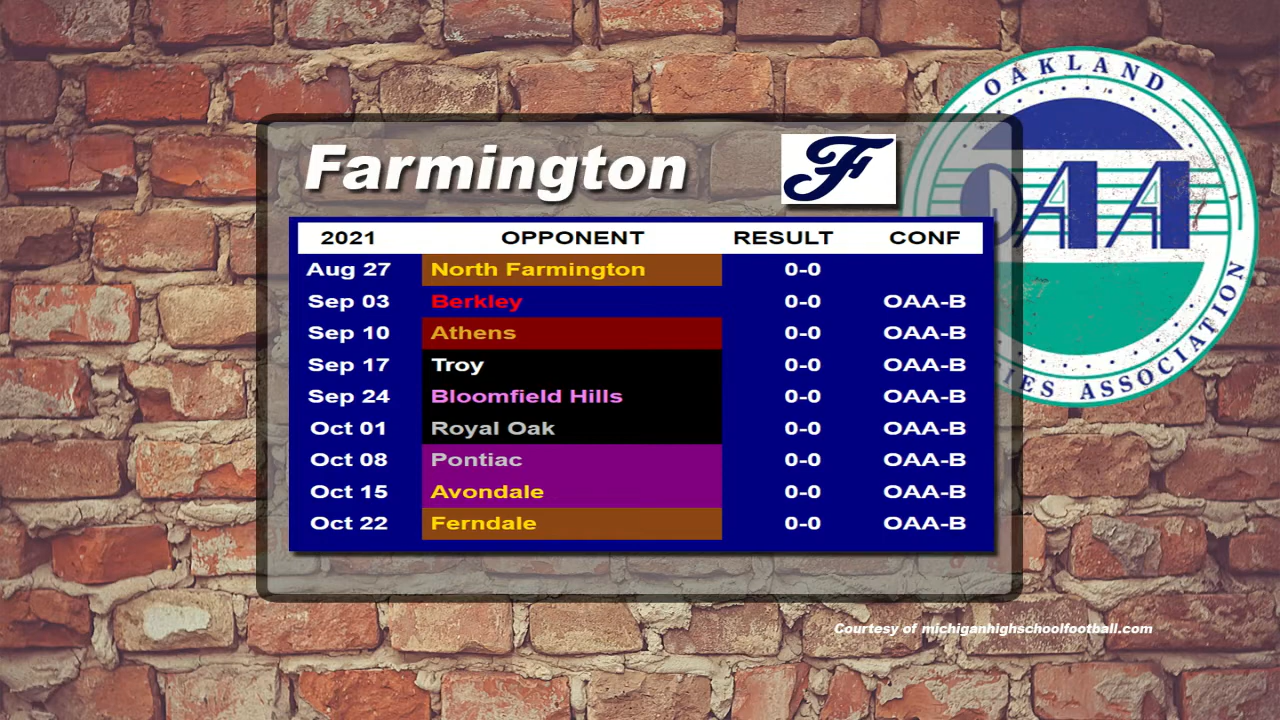 Farmington
F
OAKLAND
OAA
IES ASSOCIATION
2021 OPPONENT RESULT CONF
Aug 27 North Farmington 0-0
Sep 03 Berkley 0-0 OAA-B
Sep 10 Athens 0-0 OAA-B
Sep 17 Troy 0-0 OAA-B
Sep 24 Bloomfield Hills 0-0 OAA-B
Oct 01 Royal Oak 0-0 OAA-B
Oct 08 Pontiac 0-0 OAA-B
Oct 15 Avondale 0-0 OAA-B
Oct 22 Ferndale 0-0 OAA-B
Courtesy of michiganhighschoolfootball.com